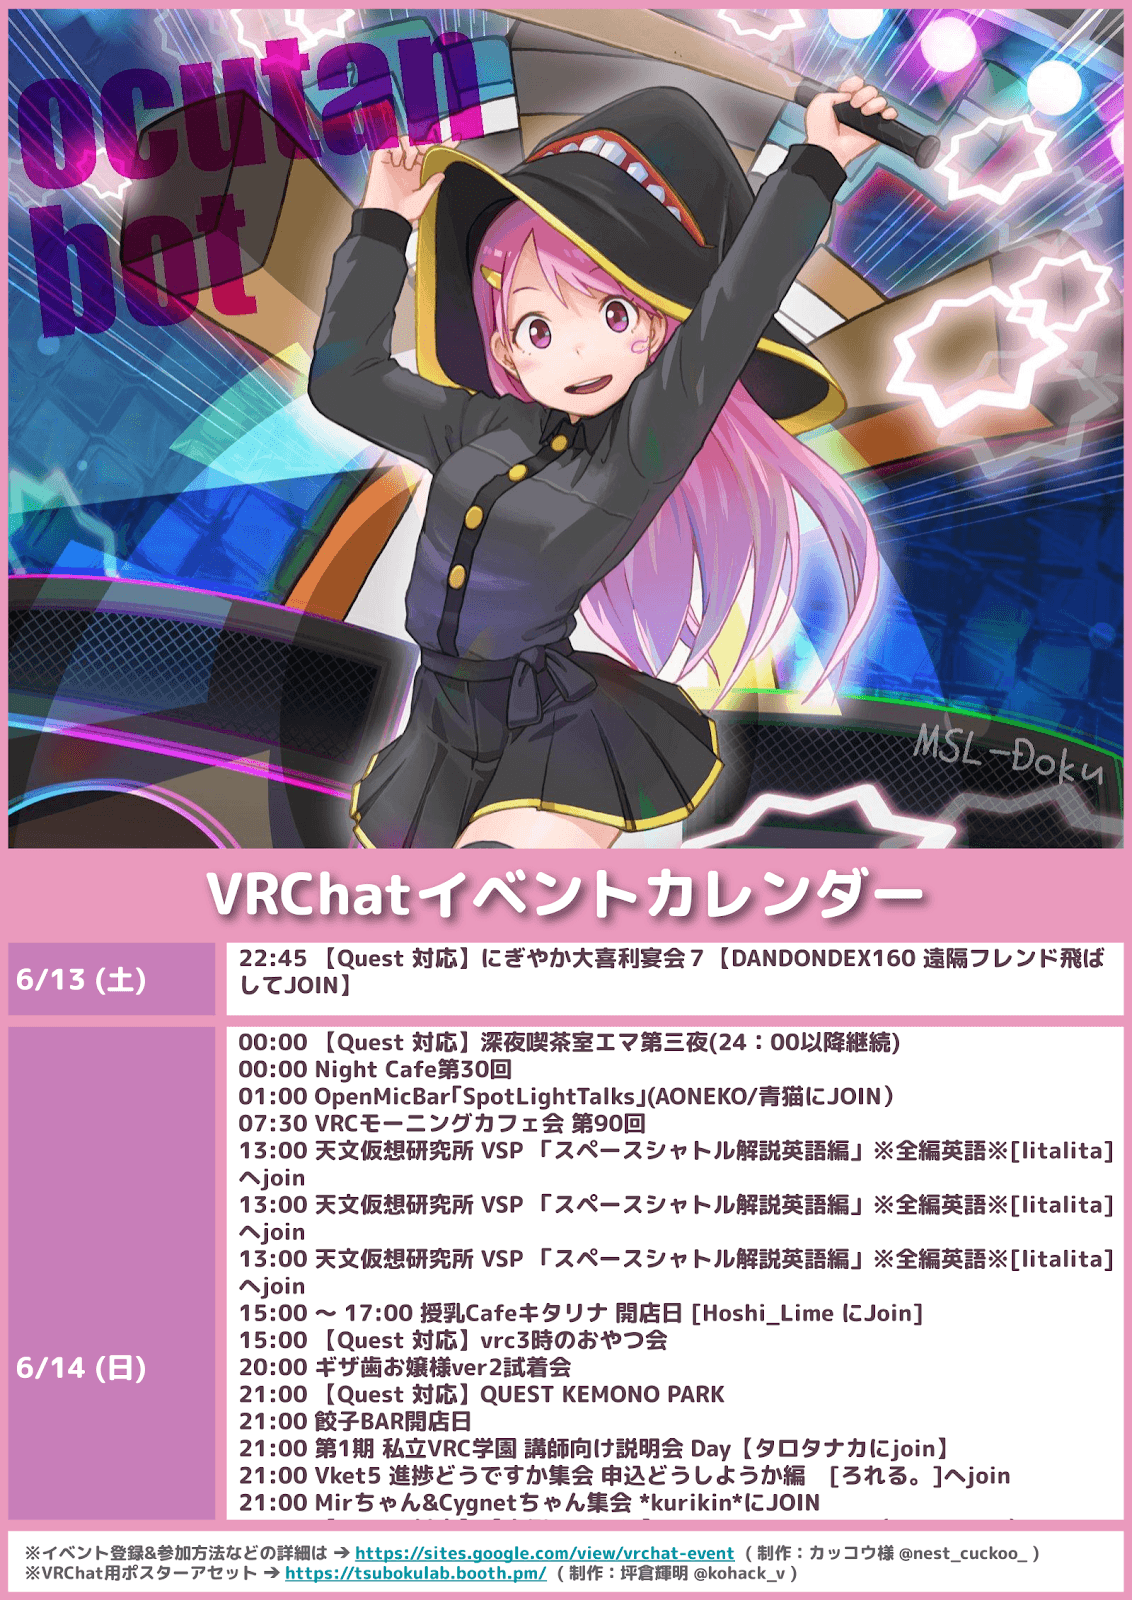 ocutan
bot
MSL-Doku
VRChatイベントカレンダー
6/13 (土)
22:45 【Quest 対応】にぎやか大喜利宴会７【DANDONDEX160 遠隔フレンド飛ば
してJOIN】
6/14 (日)
00:00 【Quest 対応】深夜喫茶室エマ第三夜(24：00以降継続)
00:00 Night Cafe第30回
01:00 OpenMicBar｢SpotLightTalks｣(AONEKO/青猫にJOIN）
07:30 VRCモーニングカフェ会 第90回
13:00 天文仮想研究所 VSP 「スペースシャトル解説英語編」※全編英語※[litalita]
へjoin
13:00 天文仮想研究所 VSP 「スペースシャトル解説英語編」※全編英語※[litalita]
へjoin
13:00 天文仮想研究所 VSP 「スペースシャトル解説英語編」※全編英語※[litalita]
へjoin
15:00 〜 17:00 授乳Cafeキタリナ 開店日 [Hoshi_Lime にJoin]
15:00 【Quest 対応】vrc3時のおやつ会
20:00 ギザ歯お嬢様ver2試着会
21:00 【Quest 対応】QUEST KEMONO PARK
21:00 餃子BAR開店日
21:00 第1期 私立VRC学園 講師向け説明会 Day【タロタナカにjoin】
21:00 Vket5 進捗どうですか集会 申込どうしようか編　[ろれる。]へjoin
21:00 Mirちゃん&Cygnetちゃん集会 *kurikin*にJOIN
※イベント登録&参加方法などの詳細は ➔ https://sites.google.com/view/vrchat-event ( 制作：カッコウ様 @nest_cuckoo_ )
※VRChat用ポスターアセット ➔ https://tsubokulab.booth.pm/ ( 制作：坪倉輝明 @kohack_v )